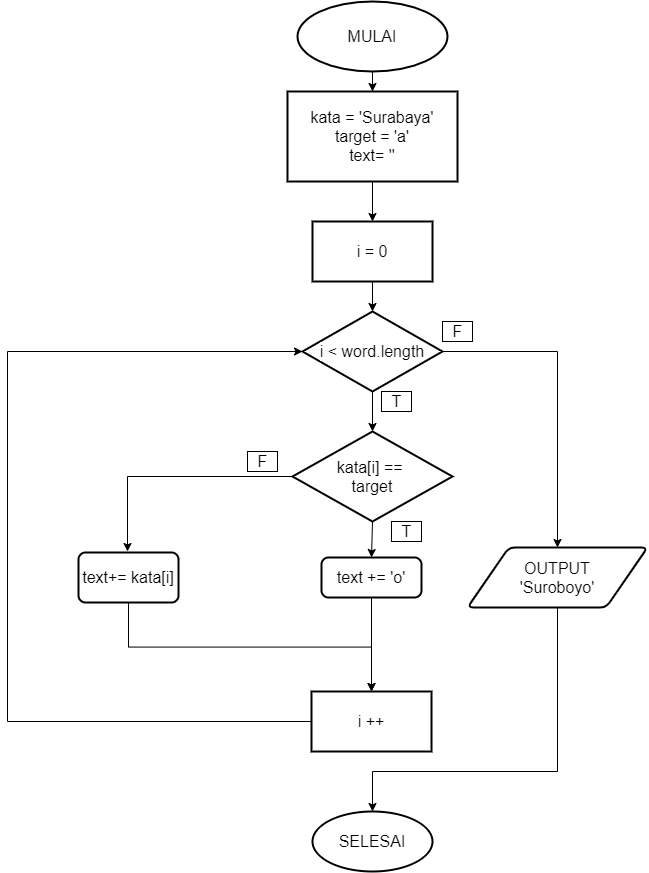 MULAI
kata = 'Surabaya'
target = 'a'
text= ''
i = 0
i < word.length
F
T
kata[i] ==
target
F
T
text+= kata[i]
text += 'o'
OUTPUT
'Suroboyo'
i ++
SELESAI